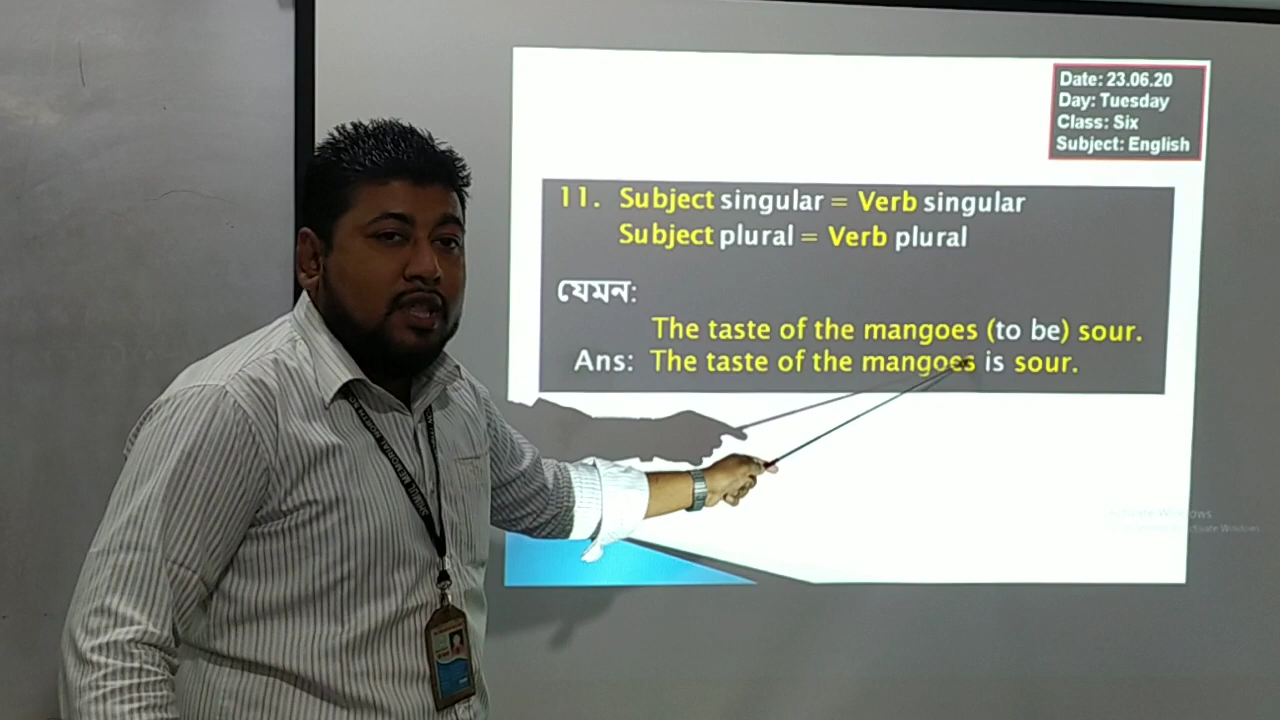 Date: 23.06.20
Day: Tuesday
Class: Six
Subject: English
11. Subject singular = Verb singular
Subject plural = Verb plural
যেমন:
The taste of the mangoes (to be) sour.
Ans: The taste of the mangoes is sour.